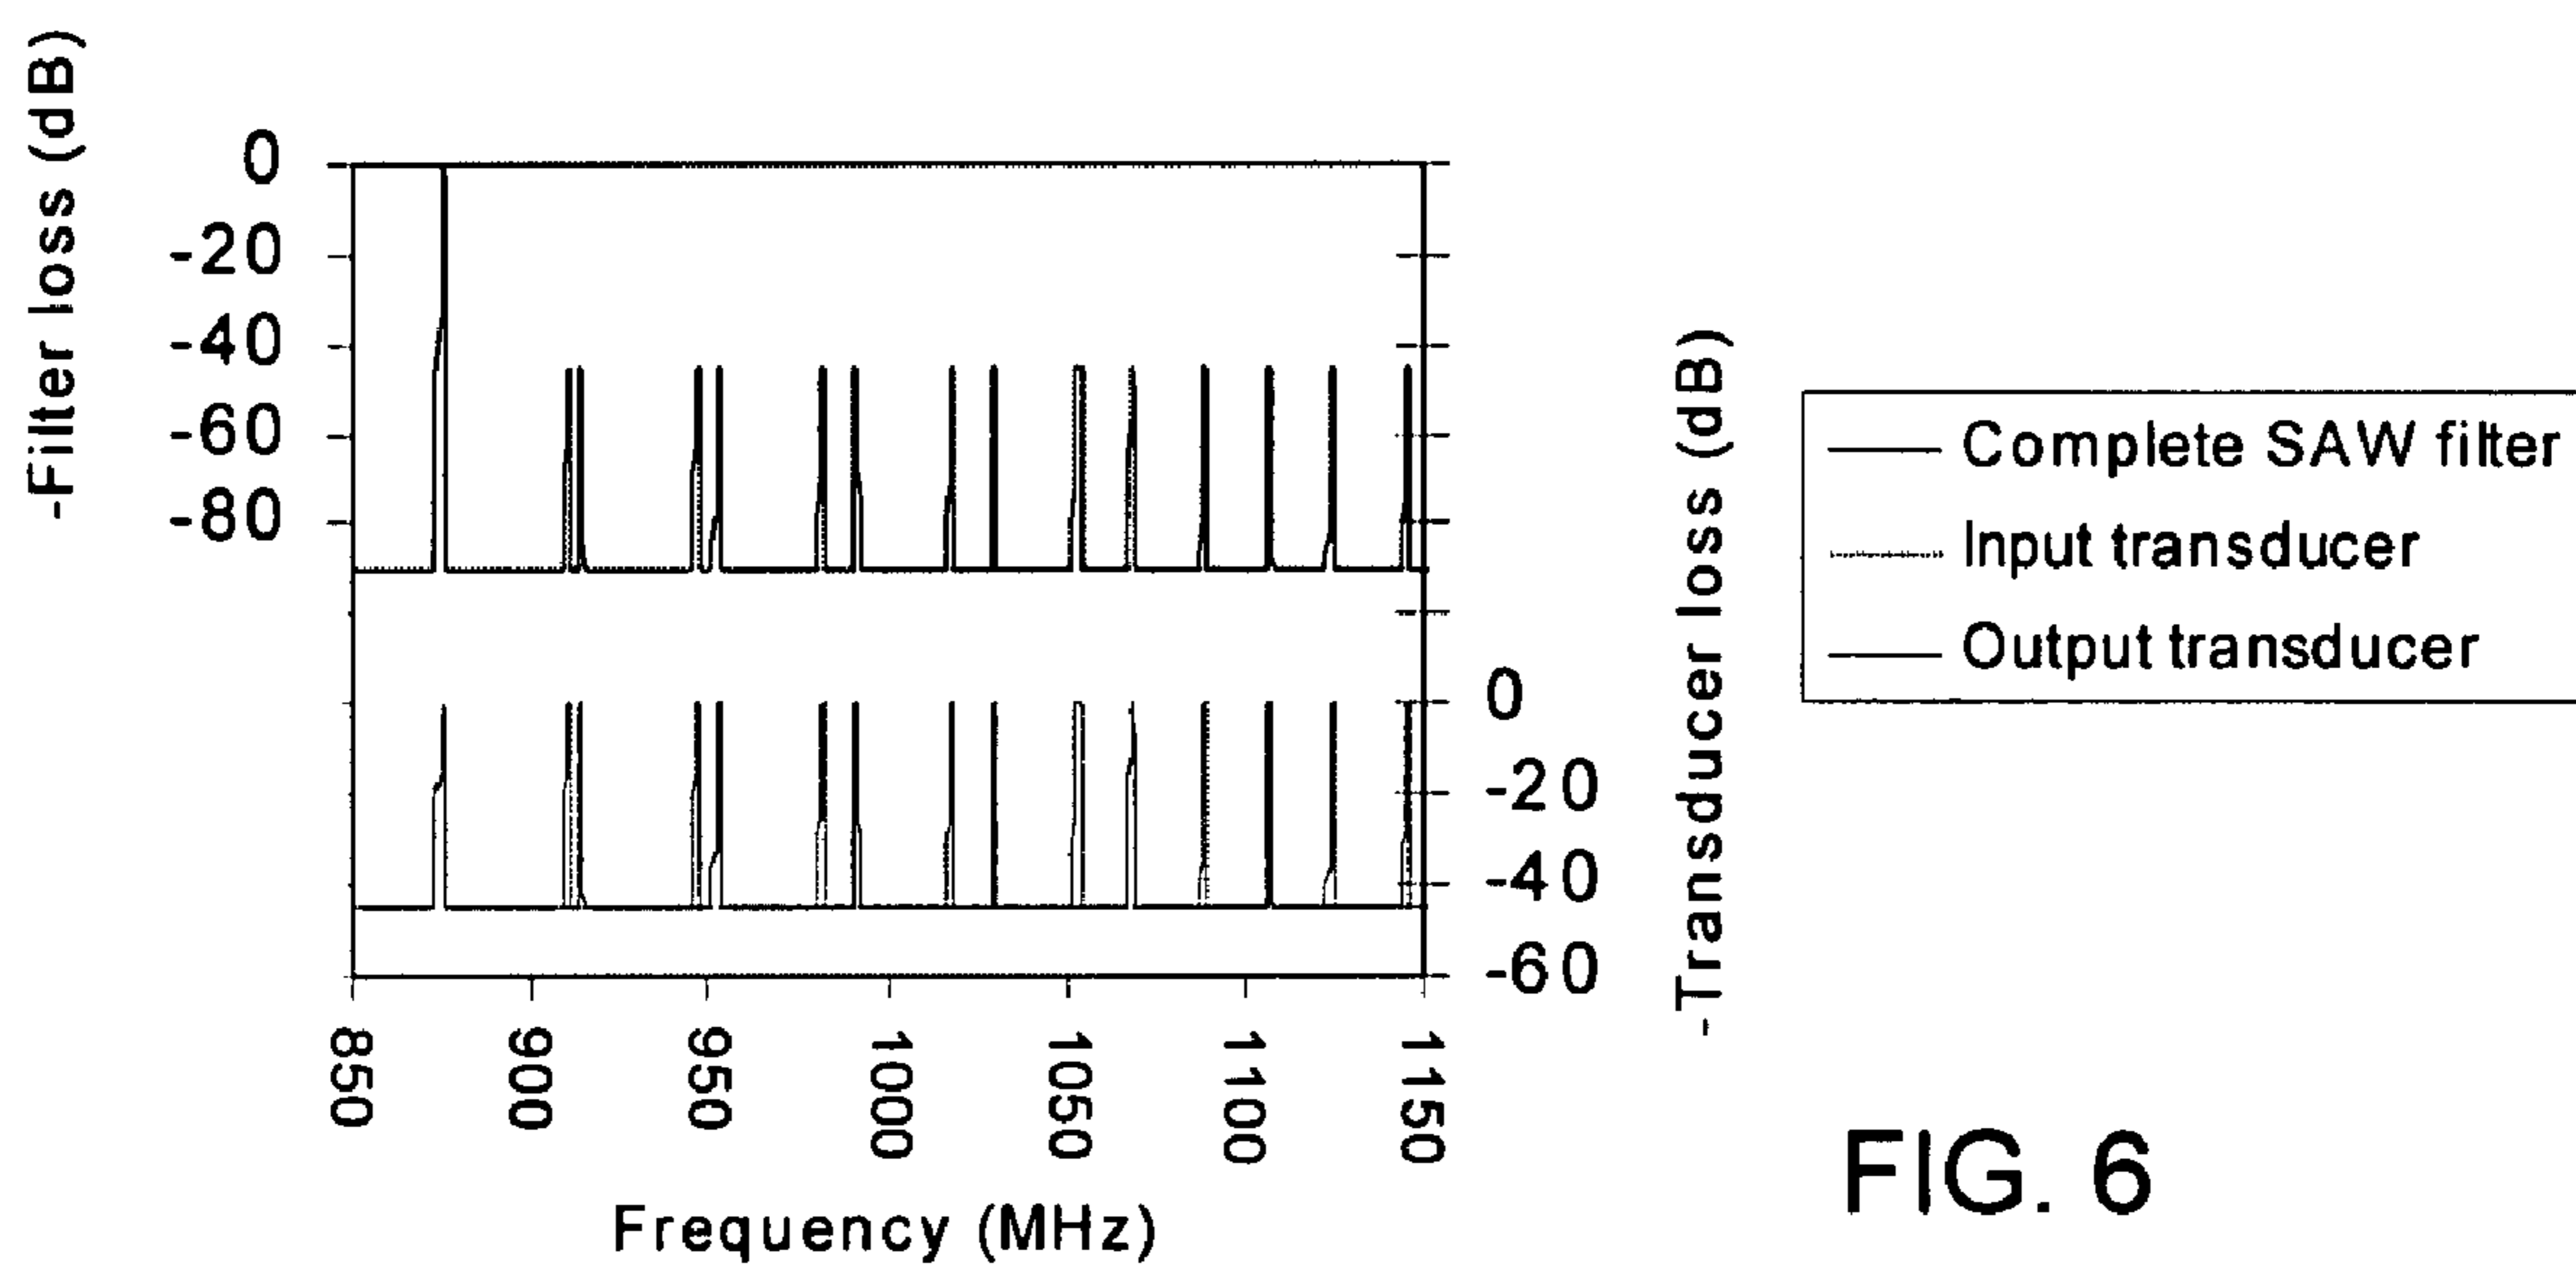 -Filter loss (dB)
0
-20
-40
-60
-80
0
-20
-40
-60
-Transducer loss (dB)
850
900
950
1000
1050
1100
1150
Frequency (MHz)
Complete SAW filter
Input transducer
Output transducer
FIG. 6